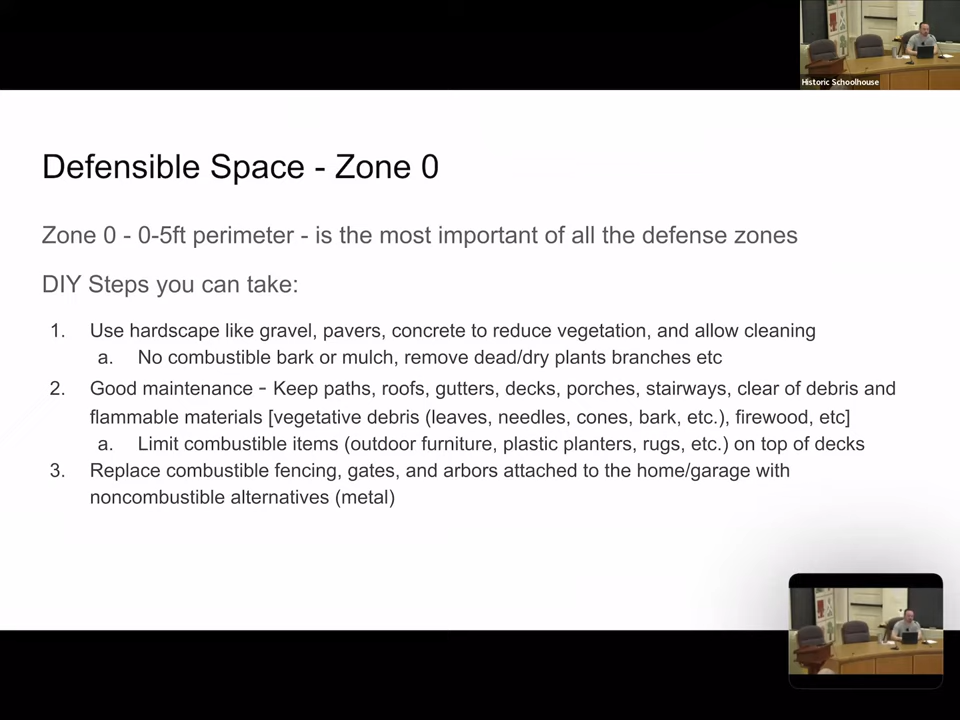 Historic Schoolhouse
Defensible Space - Zone 0
Zone 0 - 0-5ft perimeter - is the most important of all the defense zones
DIY Steps you can take:
1. Use hardscape like gravel, pavers, concrete to reduce vegetation, and allow cleaning
a. No combustible bark or mulch, remove dead/dry plants branches etc
2. Good maintenance - Keep paths, roofs, gutters, decks, porches, stairways, clear of debris and
flammable materials [vegetative debris (leaves, needles, cones, bark, etc.), firewood, etc]
a. Limit combustible items (outdoor furniture, plastic planters, rugs, etc.) on top of decks
3. Replace combustible fencing, gates, and arbors attached to the home/garage with
noncombustible alternatives (metal)